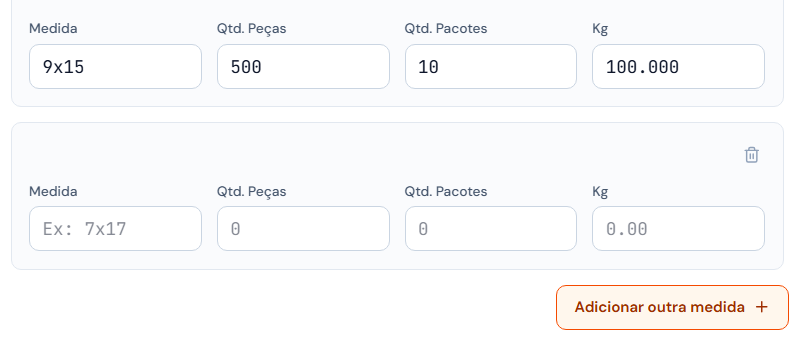 Medida Qtd. Peças Qtd. Pacotes Kg
9x15 500 10 100.000
Medida Qtd. Peças Qtd. Pacotes Kg
Ex: 7x17 0 0 0.00
Adicionar outra medida +